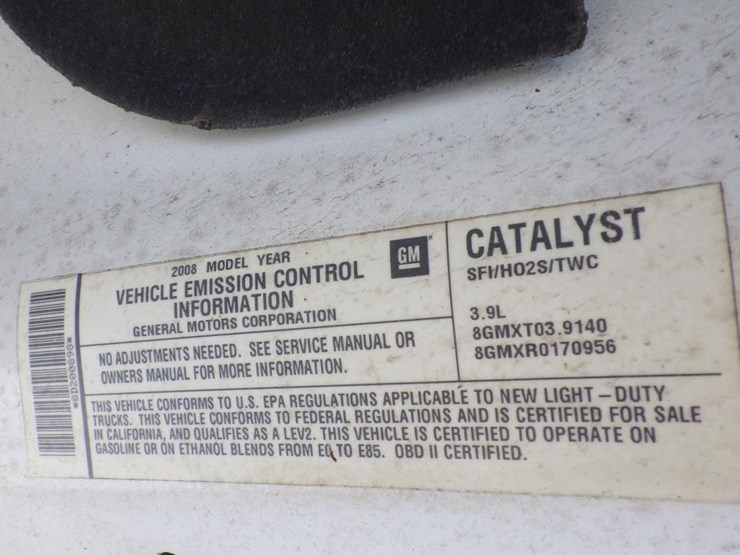 2008 MODEL YEAR
VEHICLE EMISSION CONTROL
INFORMATION
GENERAL MOTORS CORPORATION
GM
CATALYST
SFI/HO2S/TWC
3.9L
8GMXT03.9140
8GMXR0170956
NO ADJUSTMENTS NEEDED. SEE SERVICE MANUAL OR
OWNERS MANUAL FOR MORE INFORMATION.
THIS VEHICLE CONFORMS TO U.S. EPA REGULATIONS APPLICABLE TO NEW LIGHT – DUTY
TRUCKS. THIS VEHICLE CONFORMS TO FEDERAL REGULATIONS AND IS CERTIFIED FOR SALE
IN CALIFORNIA, AND QUALIFIES AS A LEV2. THIS VEHICLE IS CERTIFIED TO OPERATE ON
GASOLINE OR ON ETHANOL BLENDS FROM E0 TO E85. OBD II CERTIFIED.